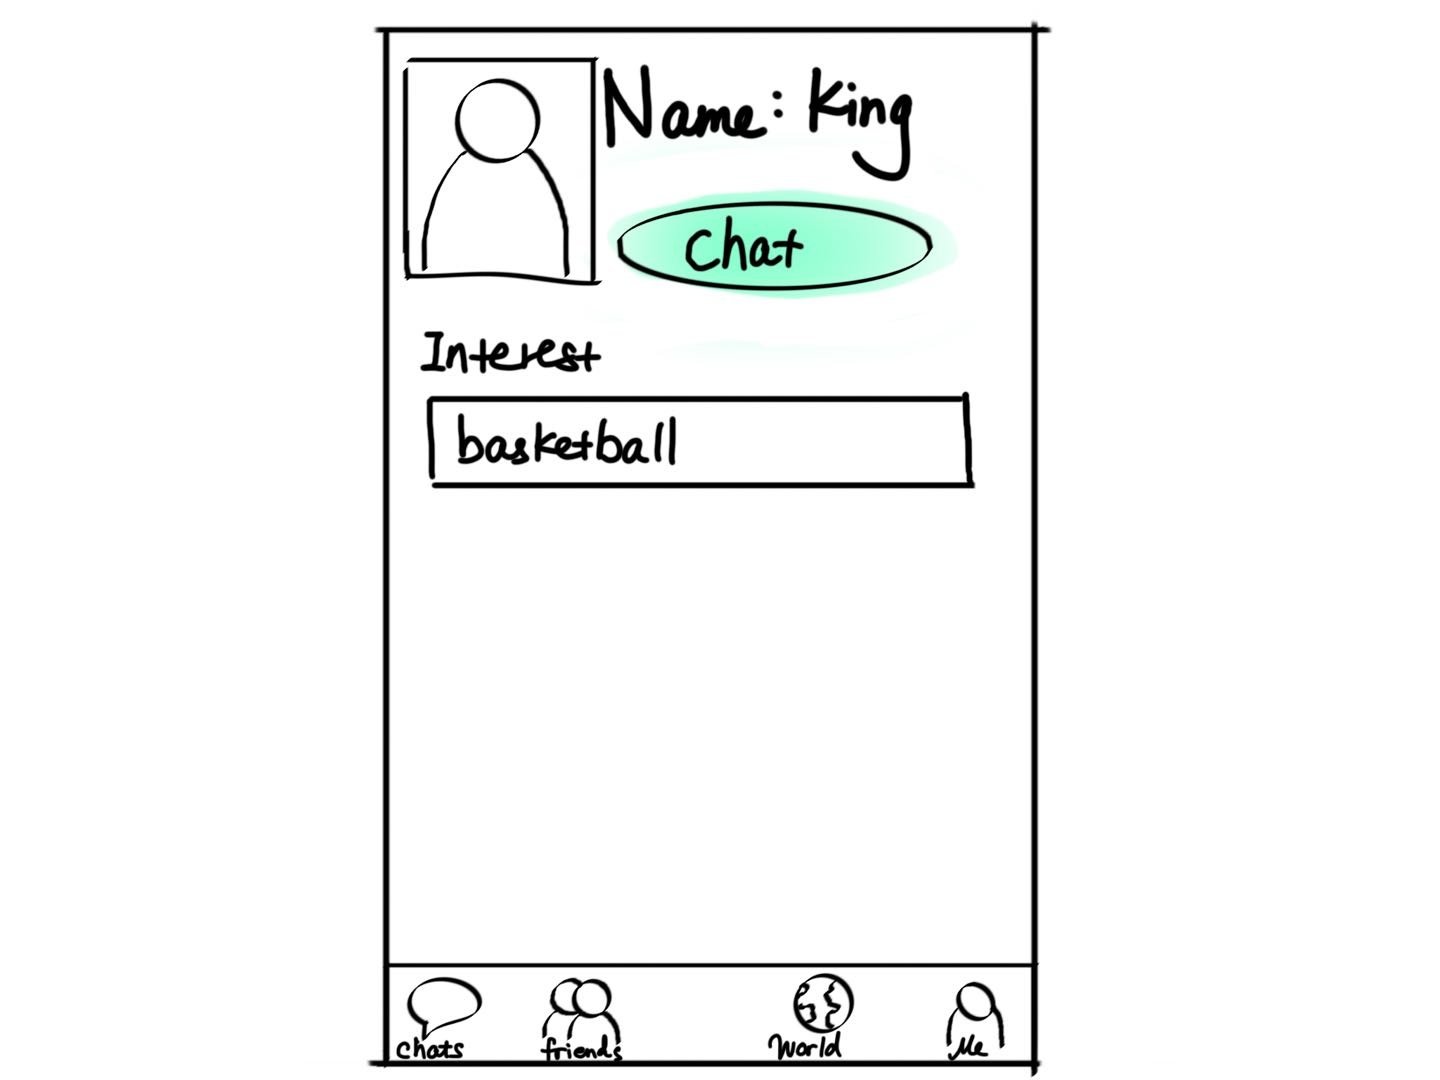 Name: King
Chat
Interest
basketball
chats
friends
World
Me